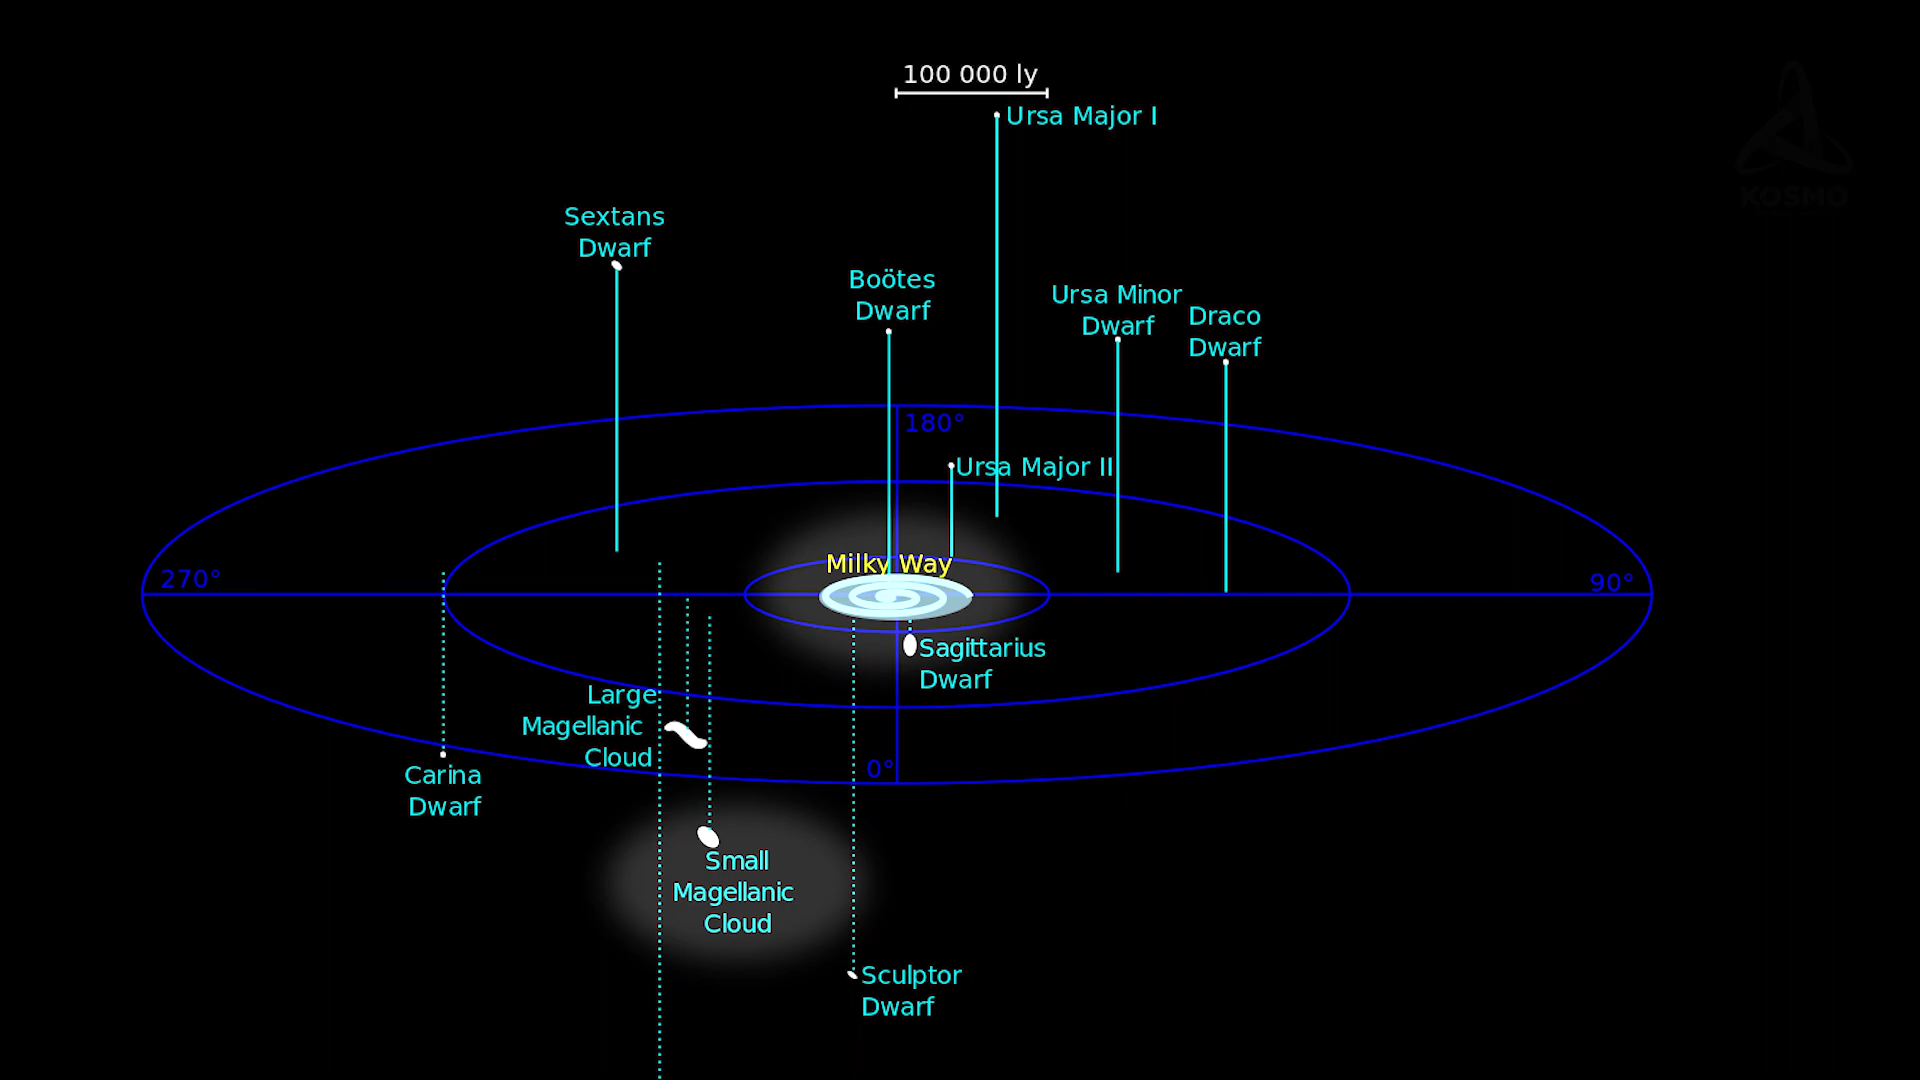 100 000 ly
Ursa Major I
KOSMO
Sextans
Dwarf
Boötes
Dwarf
Ursa Minor
Dwarf
Draco
Dwarf
180°
Ursa Major II
Milky Way
270°
90°
Sagittarius
Dwarf
Large
Magellanic
Cloud
0°
Carina
Dwarf
Small
Magellanic
Cloud
Sculptor
Dwarf